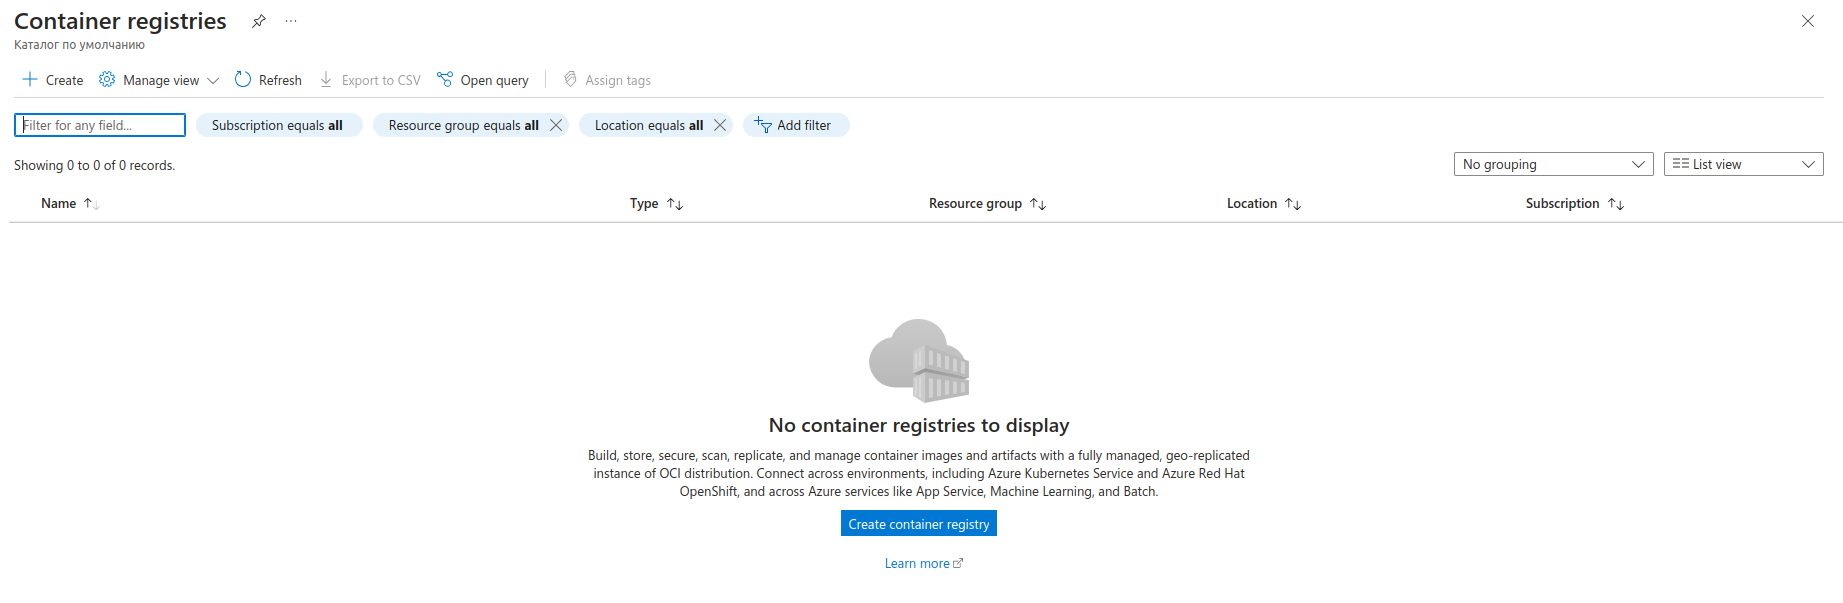 Container registries
Каталог по умолчанию
Create Manage view Refresh Export to CSV Open query Assign tags
Filter for any field... Subscription equals all Resource group equals all Location equals all Add filter
Showing 0 to 0 of 0 records. No grouping List view
Name Type Resource group Location Subscription
No container registries to display
Build, store, secure, scan, replicate, and manage container images and artifacts with a fully managed, geo-replicated
instance of OCI distribution. Connect across environments, including Azure Kubernetes Service and Azure Red Hat
OpenShift, and across Azure services like App Service, Machine Learning, and Batch.
Create container registry
Learn more